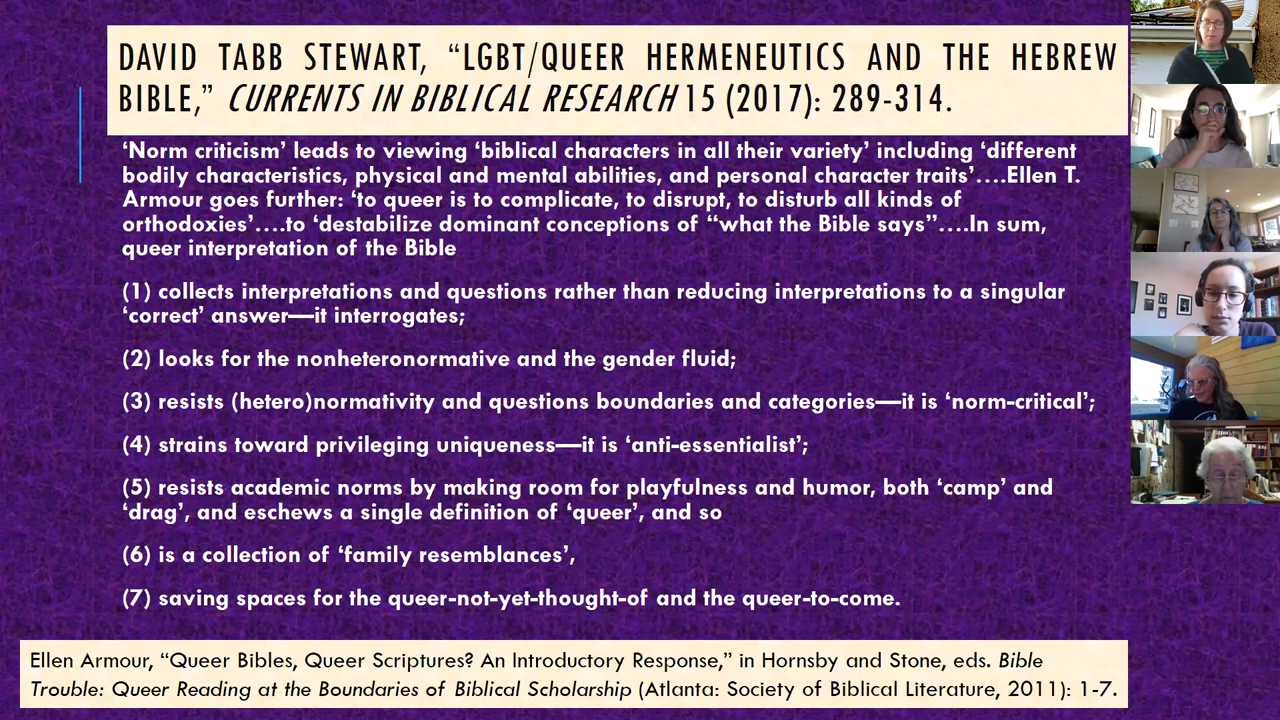 DAVID TABB STEWART, “LGBT/QUEER HERMENEUTICS AND THE HEBREW
BIBLE,” CURRENTS IN BIBLICAL RESEARCH 15 (2017): 289-314.
‘Norm criticism’ leads to viewing ‘biblical characters in all their variety’ including ‘different
bodily characteristics, physical and mental abilities, and personal character traits’....Ellen T.
Armour goes further: ‘to queer is to complicate, to disrupt, to disturb all kinds of
orthodoxies’....to ‘destabilize dominant conceptions of “what the Bible says”....In sum,
queer interpretation of the Bible
(1) collects interpretations and questions rather than reducing interpretations to a singular
‘correct’ answer—it interrogates;
(2) looks for the nonheteronormative and the gender fluid;
(3) resists (hetero)normativity and questions boundaries and categories—it is ‘norm-critical’;
(4) strains toward privileging uniqueness—it is ‘anti-essentialist’;
(5) resists academic norms by making room for playfulness and humor, both ‘camp’ and
‘drag’, and eschews a single definition of ‘queer’, and so
(6) is a collection of ‘family resemblances’,
(7) saving spaces for the queer-not-yet-thought-of and the queer-to-come.
Ellen Armour, “Queer Bibles, Queer Scriptures? An Introductory Response,” in Hornsby and Stone, eds. Bible
Trouble: Queer Reading at the Boundaries of Biblical Scholarship (Atlanta: Society of Biblical Literature, 2011): 1-7.